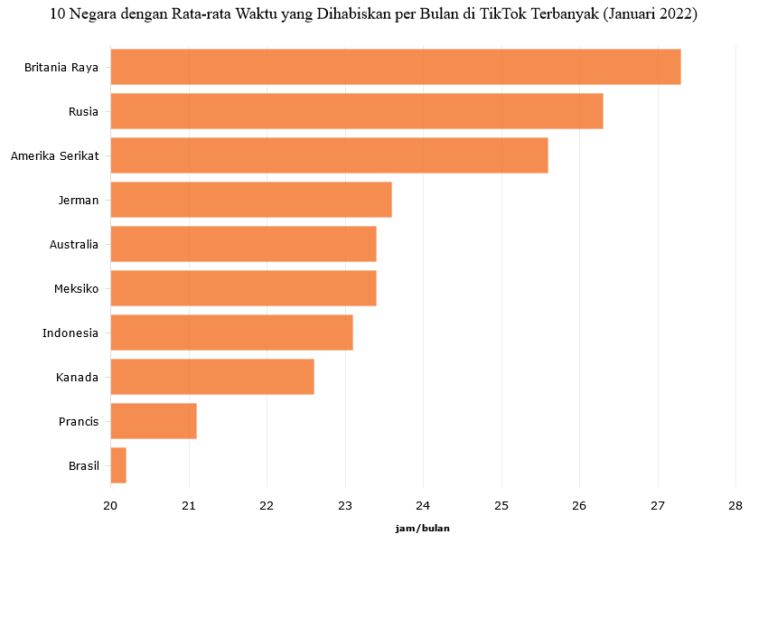 10 Negara dengan Rata-rata Waktu yang Dihabiskan per Bulan di TikTok Terbanyak (Januari 2022)
Britania Raya
Rusia
Amerika Serikat
Jerman
Australia
Meksiko
Indonesia
Kanada
Prancis
Brasil
20 21 22 23 24 25 26 27 28
jam/bulan